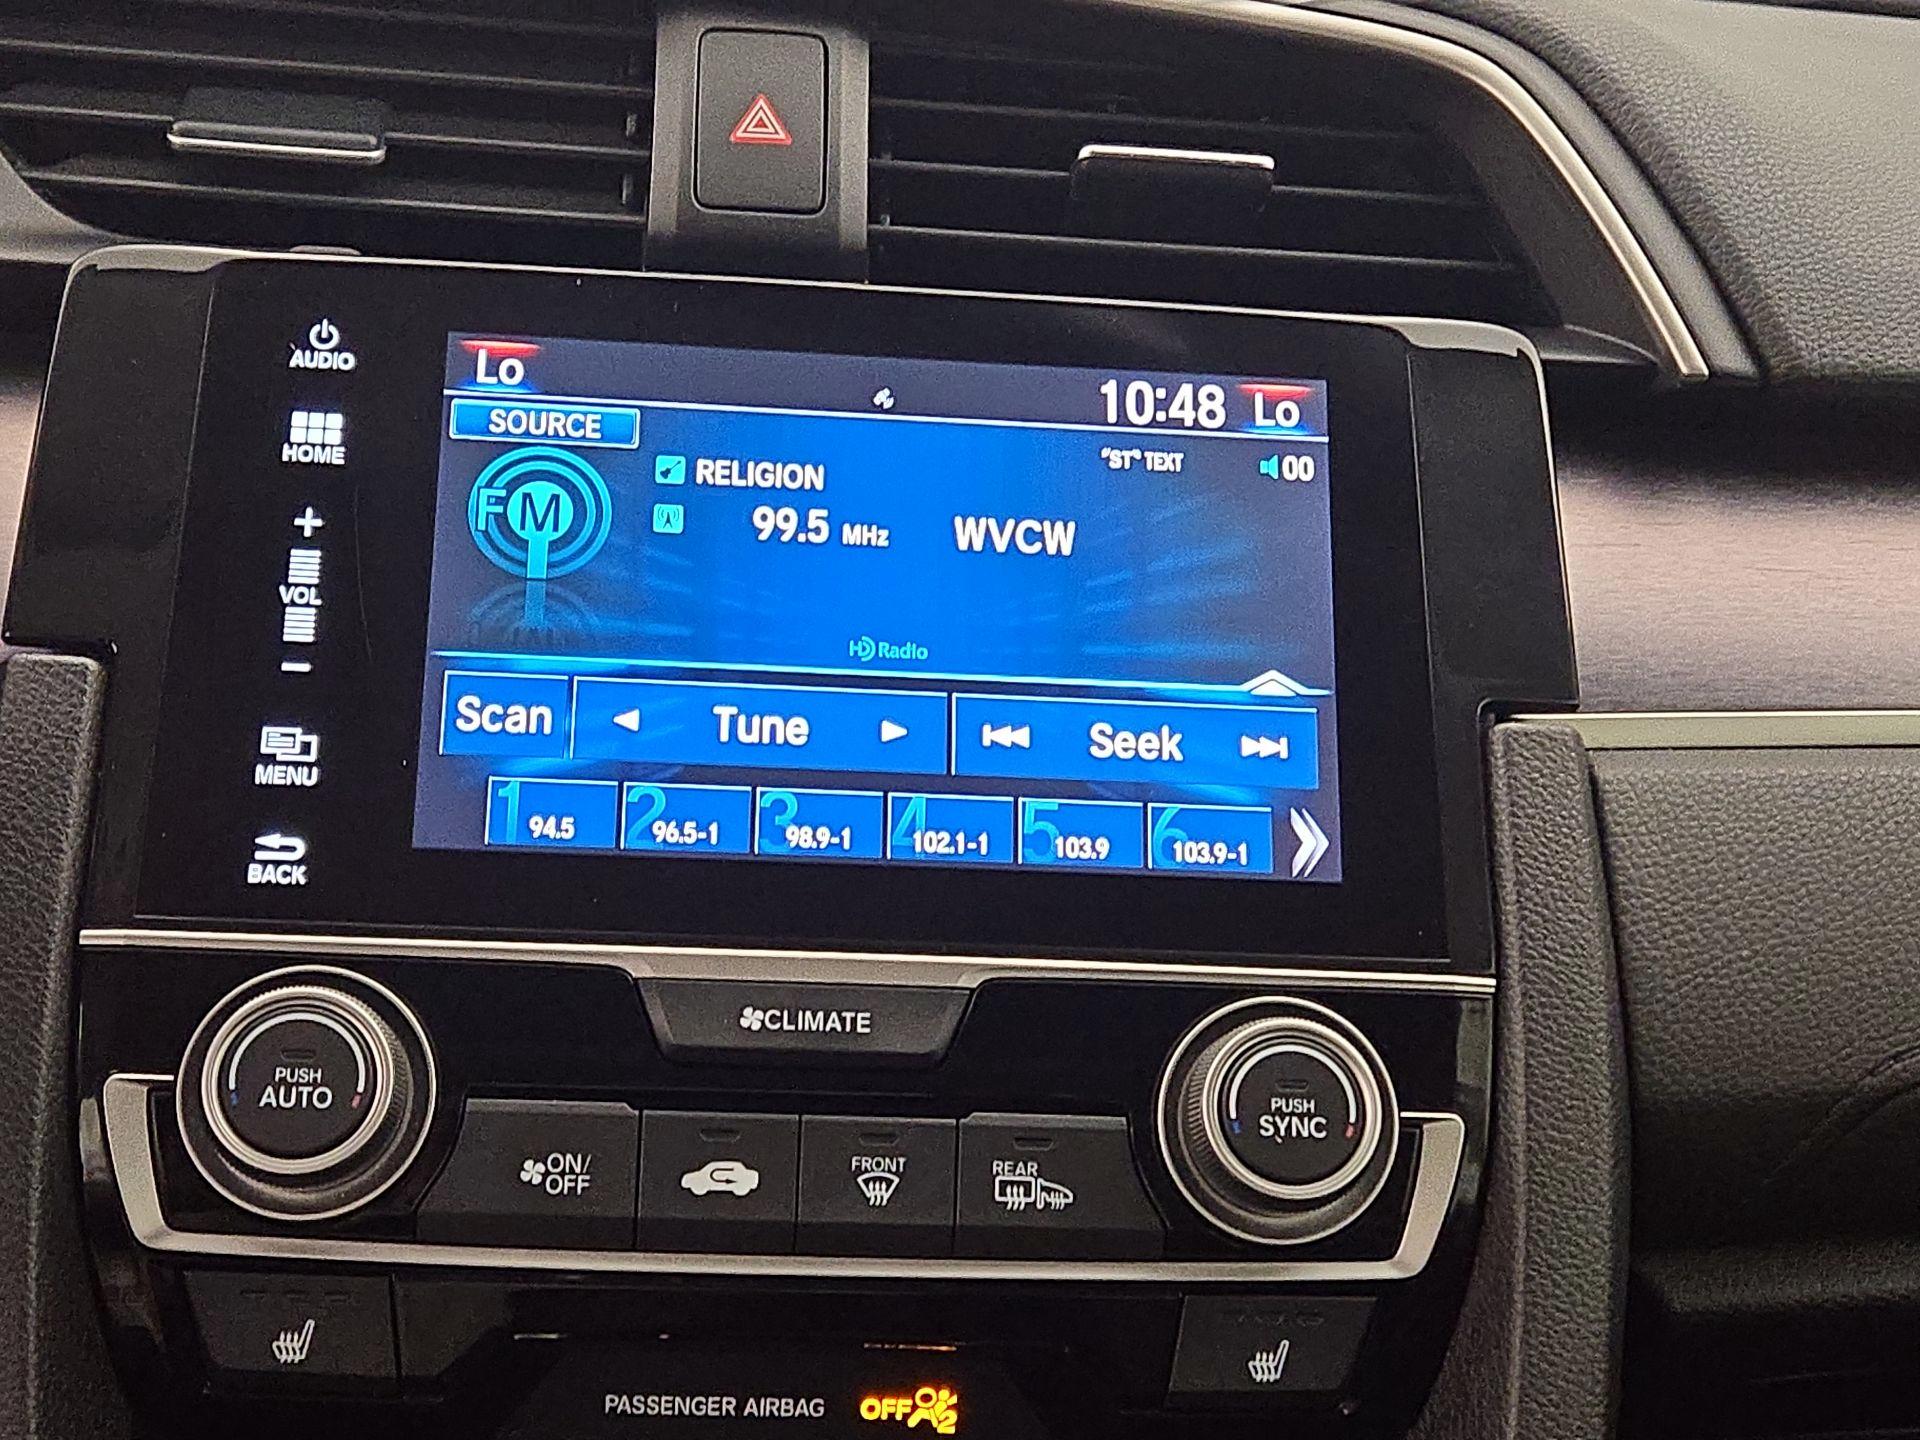 AUDIO
HOME
+
VOL
−
MENU
BACK
Lo
10:48 Lo
SOURCE
"ST" TEXT
00
FM
RELIGION
99.5 MHz WVCW
HD Radio
Scan
Tune
Seek
1 94.5
2 96.5-1
3 98.9-1
4 102.1-1
5 103.9
6 103.9-1
CLIMATE
PUSH
AUTO
ON/
OFF
FRONT
REAR
PUSH
SYNC
PASSENGER AIRBAG OFF 2